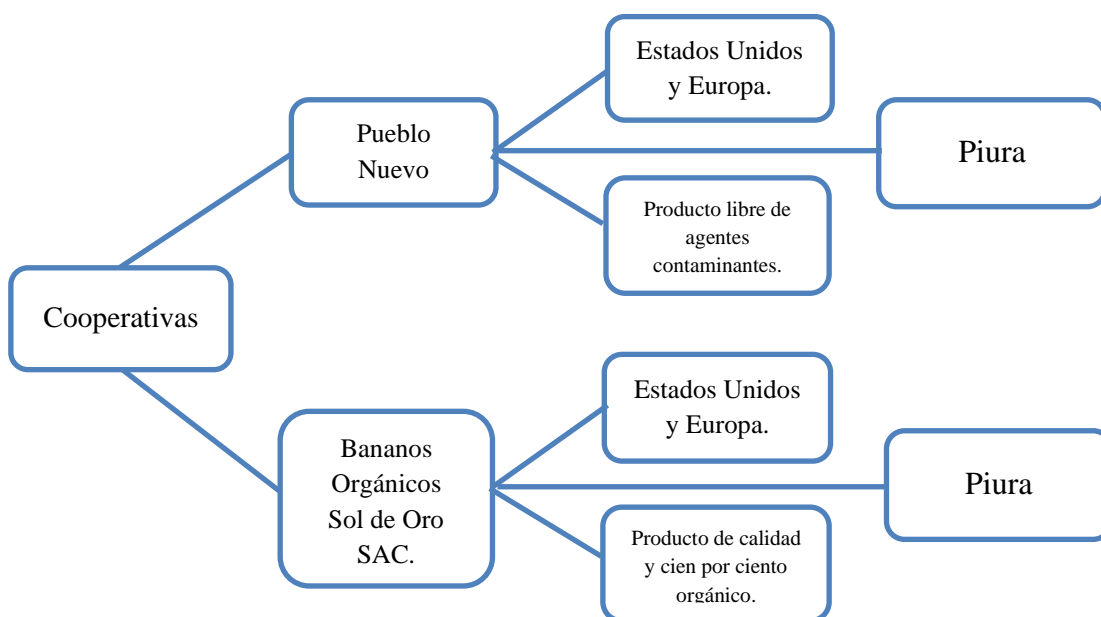 Cooperativas
Pueblo
Nuevo
Estados Unidos
y Europa.
Piura
Producto libre de
agentes
contaminantes.
Bananos
Orgánicos
Sol de Oro
SAC.
Estados Unidos
y Europa.
Piura
Producto de calidad
y cien por ciento
orgánico.